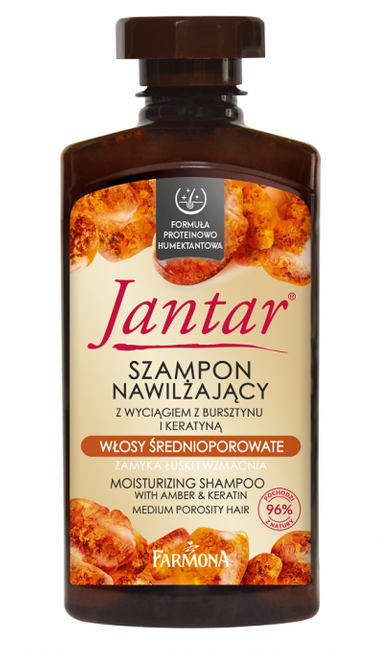 FORMUŁA
PROTEINOWO
HUMEKTANTOWA
Jantar®
SZAMPON
NAWILŻAJĄCY
Z WYCIĄGIEM Z BURSZTYNU
I KERATYNĄ
WŁOSY ŚREDNIOPOROWATE
ZAMYKA ŁUSKI I WZMACNIA
MOISTURIZING SHAMPOO
WITH AMBER & KERATIN
MEDIUM POROSITY HAIR
POCHODZI
96%
Z NATURY
FARMONA